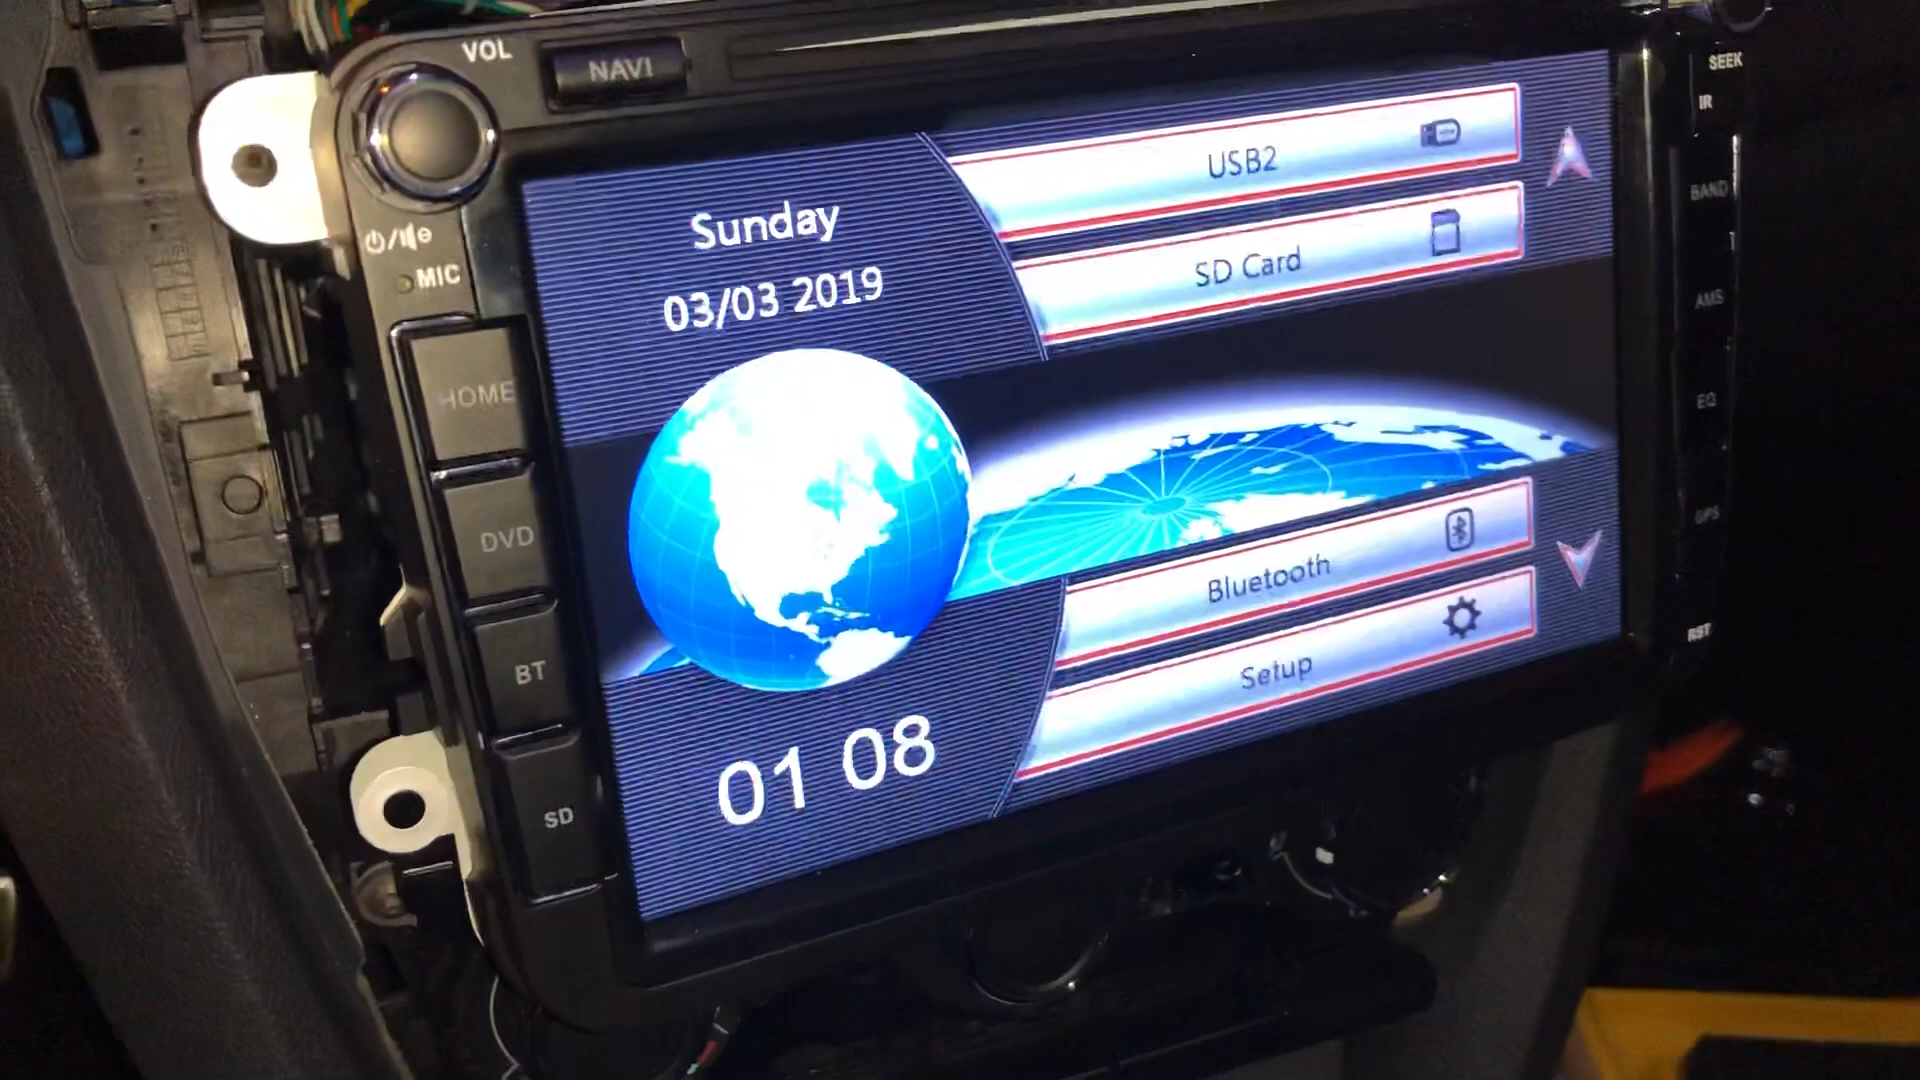 VOL
NAVI
MIC
HOME
DVD
BT
SD
Sunday
03/03 2019
01 08
USB2
SD Card
Bluetooth
Setup
SEEK
IR
BAND
AMS
EQ
GPS
RST